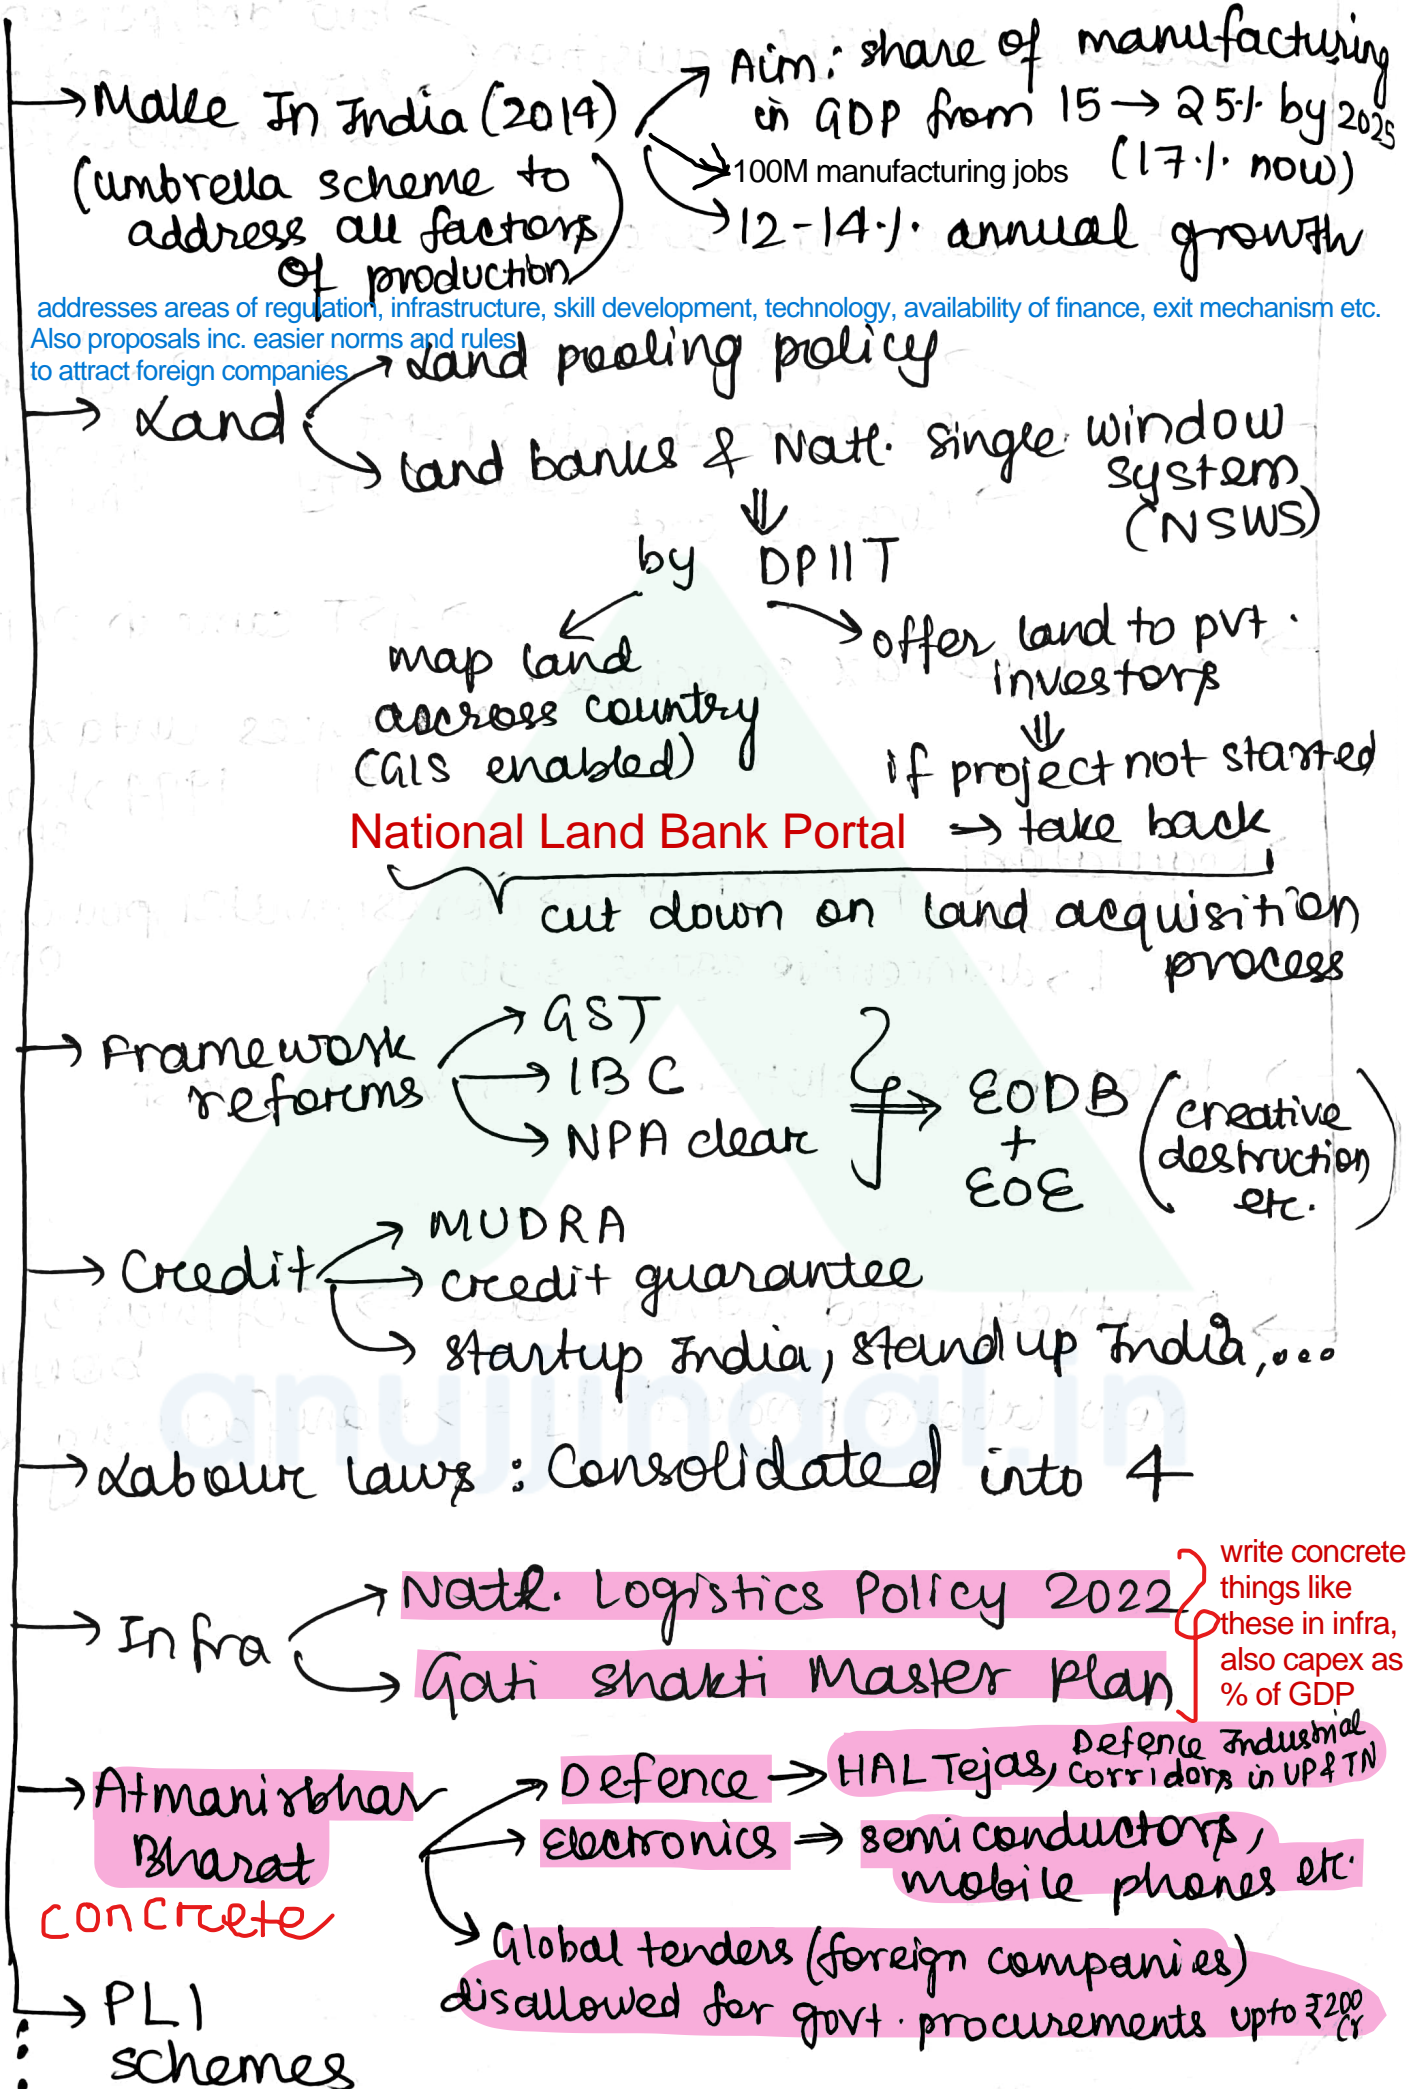 → Make In India (2014)
(umbrella scheme to
address all factors
of production)
→ Aim: share of manufacturing
in GDP from 15 → 25% by 2025
(17% now)
→ 100M manufacturing jobs
→ 12-14% annual growth
addresses areas of regulation, infrastructure, skill development, technology, availability of finance, exit mechanism etc.
Also proposals inc. easier norms and rules
to attract foreign companies
→ Land
→ Land pooling policy
→ land banks & Natl. Single window
system
(NSWS)
⇓
by DPIIT
map land
across country
(GIS enabled)
National Land Bank Portal
→ offer land to pvt.
investors
⇓
if project not started
→ take back
cut down on land acquisition
process
→ Framework
reforms
→ GST
→ IBC
→ NPA clear
⇒ EODB
+
EOE
(creative
destruction
etc.)
→ Credit
→ MUDRA
→ credit guarantee
→ startup India, stand up India,...
anujjindal.in
→ Labour laws: Consolidated into 4
→ Infra
→ Natl. Logistics Policy 2022
→ Gati Shakti Master Plan
write concrete
things like
these in infra,
also capex as
% of GDP
→ Atmanirbhar
Bharat
concrete
→ Defence → HAL Tejas, Defence Industrial
Corridors in UP & TN
→ Electronics → semiconductors,
mobile phones etc.
→ Global tenders (foreign companies)
disallowed for govt. procurements upto ₹200
Cr
→ PLI
schemes